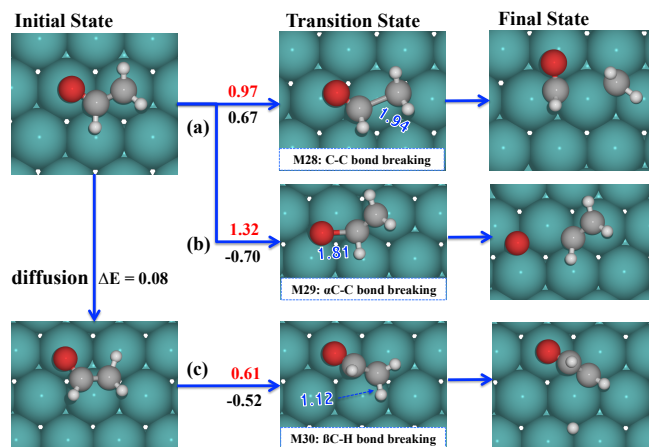 Initial State
Transition State
Final State
0.97
(a)
0.67
1.94
M28: C-C bond breaking
1.32
(b)
-0.70
1.81
M29: αC-C bond breaking
diffusion
ΔE = 0.08
(c)
0.61
-0.52
1.12
M30: βC-H bond breaking